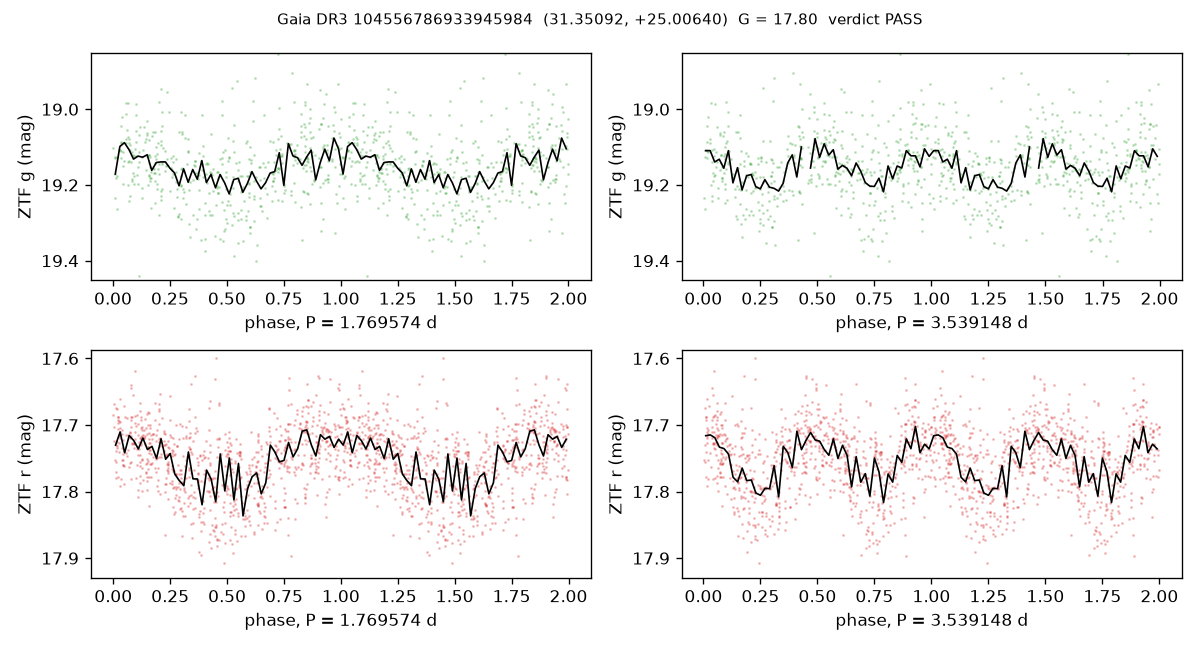 Gaia DR3 104556786933945984 (31.35092, +25.00640) G = 17.80 verdict PASS
ZTF g (mag)
19.0
19.2
19.4
0.00 0.25 0.50 0.75 1.00 1.25 1.50 1.75 2.00
phase, P = 1.769574 d
ZTF g (mag)
19.0
19.2
19.4
0.00 0.25 0.50 0.75 1.00 1.25 1.50 1.75 2.00
phase, P = 3.539148 d
ZTF r (mag)
17.6
17.7
17.8
17.9
0.00 0.25 0.50 0.75 1.00 1.25 1.50 1.75 2.00
phase, P = 1.769574 d
ZTF r (mag)
17.6
17.7
17.8
17.9
0.00 0.25 0.50 0.75 1.00 1.25 1.50 1.75 2.00
phase, P = 3.539148 d